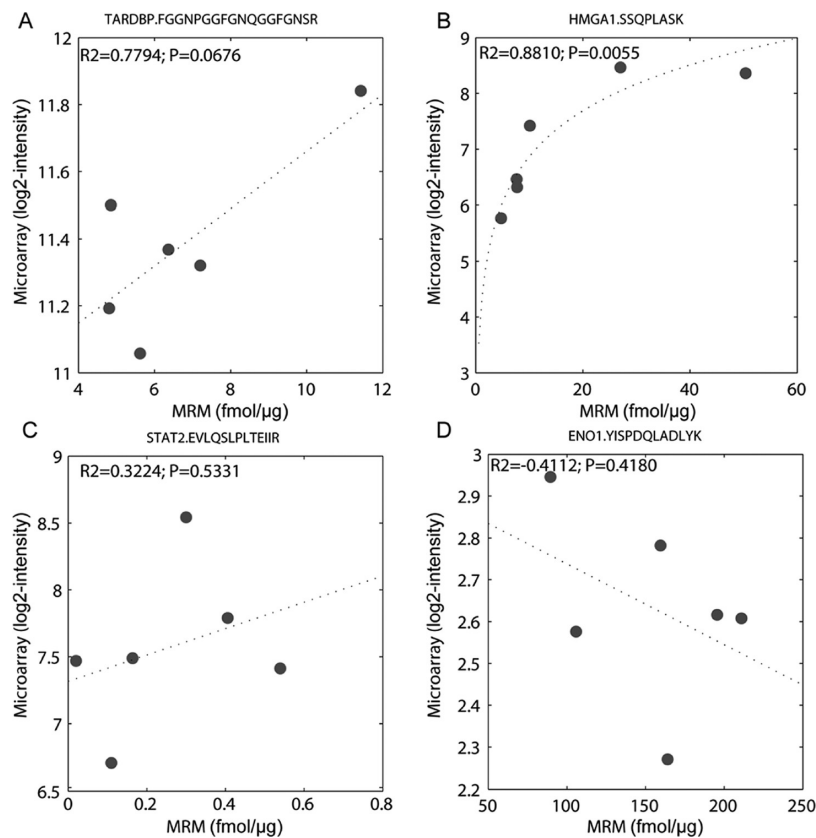 A
TARDBP.FGGNPGGFGNQGGFGNSR
R2=0.7794; P=0.0676
12
11.8
11.6
11.4
11.2
11
4
6
8
10
12
Microarray (log2-intensity)
MRM (fmol/µg)
B
HMGA1.SSQPLASK
R2=0.8810; P=0.0055
9
8
7
6
5
4
3
0
20
40
60
Microarray (log2-intensity)
MRM (fmol/µg)
C
STAT2.EVLQSLPLTEIIR
R2=0.3224; P=0.5331
9
8.5
8
7.5
7
6.5
0
0.2
0.4
0.6
0.8
Microarray (log2-intensity)
MRM (fmol/µg)
D
ENO1.YISPDQLADLYK
R2=-0.4112; P=0.4180
3
2.9
2.8
2.7
2.6
2.5
2.4
2.3
2.2
50
100
150
200
250
Microarray (log2-intensity)
MRM (fmol/µg)